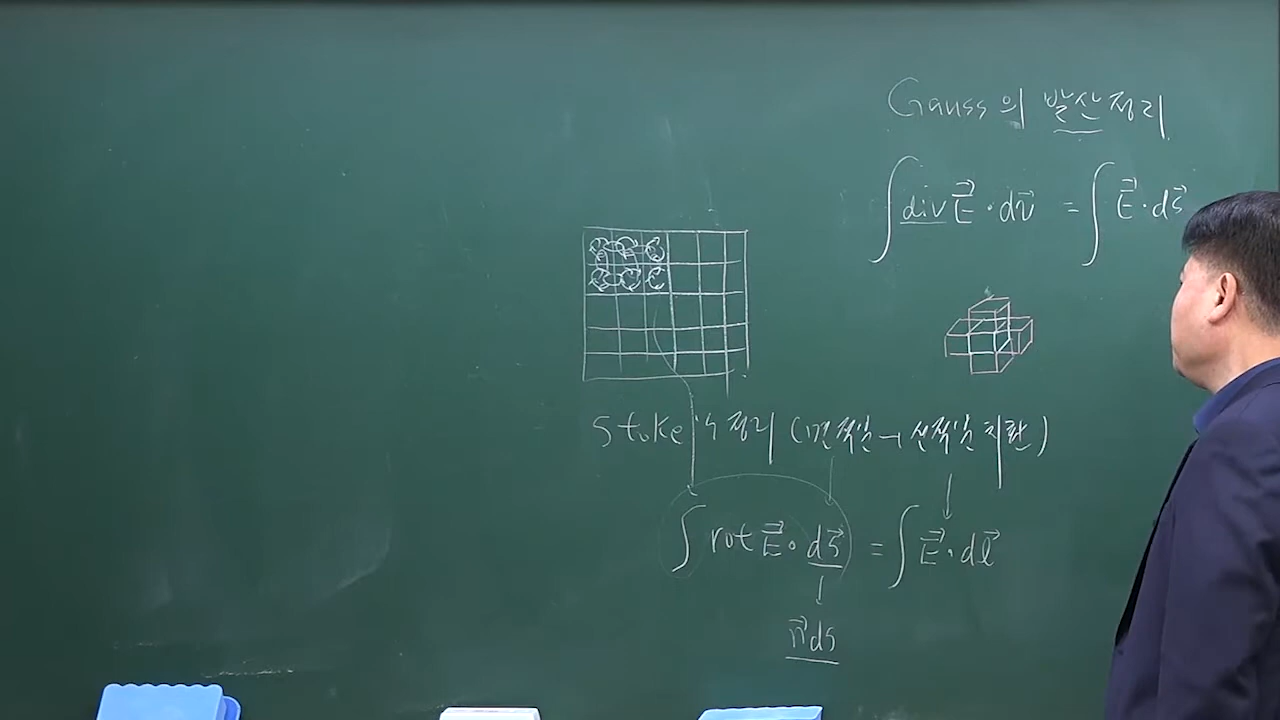 Gauss의 발산정리
∫ div E⃗ · dv⃗ = ∫ E⃗ · ds⃗
Stoke's 정리 (면적분→선적분 치환)
∫ rot E⃗ · ds⃗ = ∫ E⃗ · dl⃗
n⃗ds